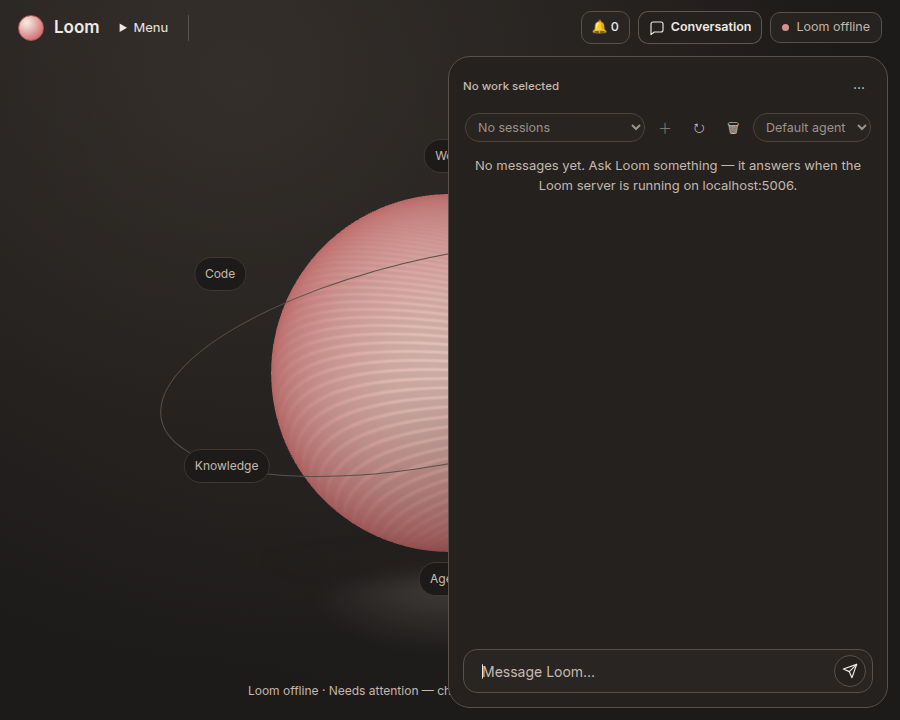 Loom
Menu
0
Conversation
Loom offline
No work selected
No sessions
Default agent
No messages yet. Ask Loom something — it answers when the
Loom server is running on localhost:5006.
Code
Knowledge
Loom offline · Needs attention —
Message Loom...